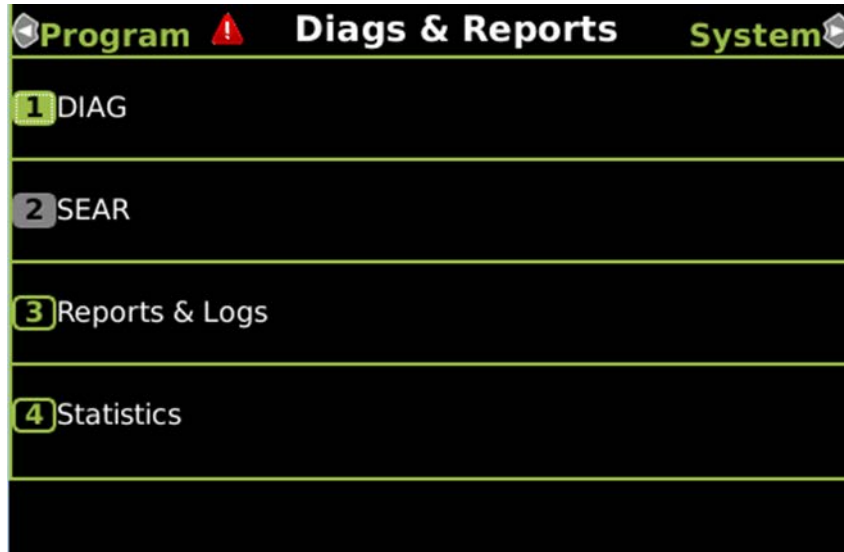 Program Diags & Reports System
1 DIAG
2 SEAR
3 Reports & Logs
4 Statistics